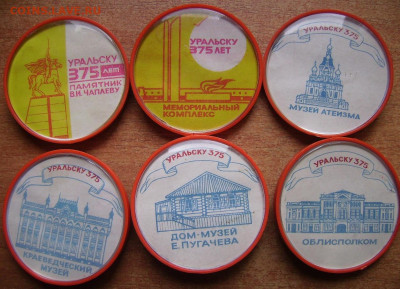 УРАЛЬСКУ
375 ЛЕТ
ПАМЯТНИК
В.И. ЧАПАЕВУ
УРАЛЬСКУ
375 ЛЕТ
МЕМОРИАЛЬНЫЙ
КОМПЛЕКС
УРАЛЬСКУ 375
МУЗЕЙ АТЕИЗМА
УРАЛЬСКУ 375
КРАЕВЕДЧЕСКИЙ
МУЗЕЙ
УРАЛЬСКУ 375
ДОМ-МУЗЕЙ
Е. ПУГАЧЕВА
УРАЛЬСКУ 375
ОБЛИСПОЛКОМ